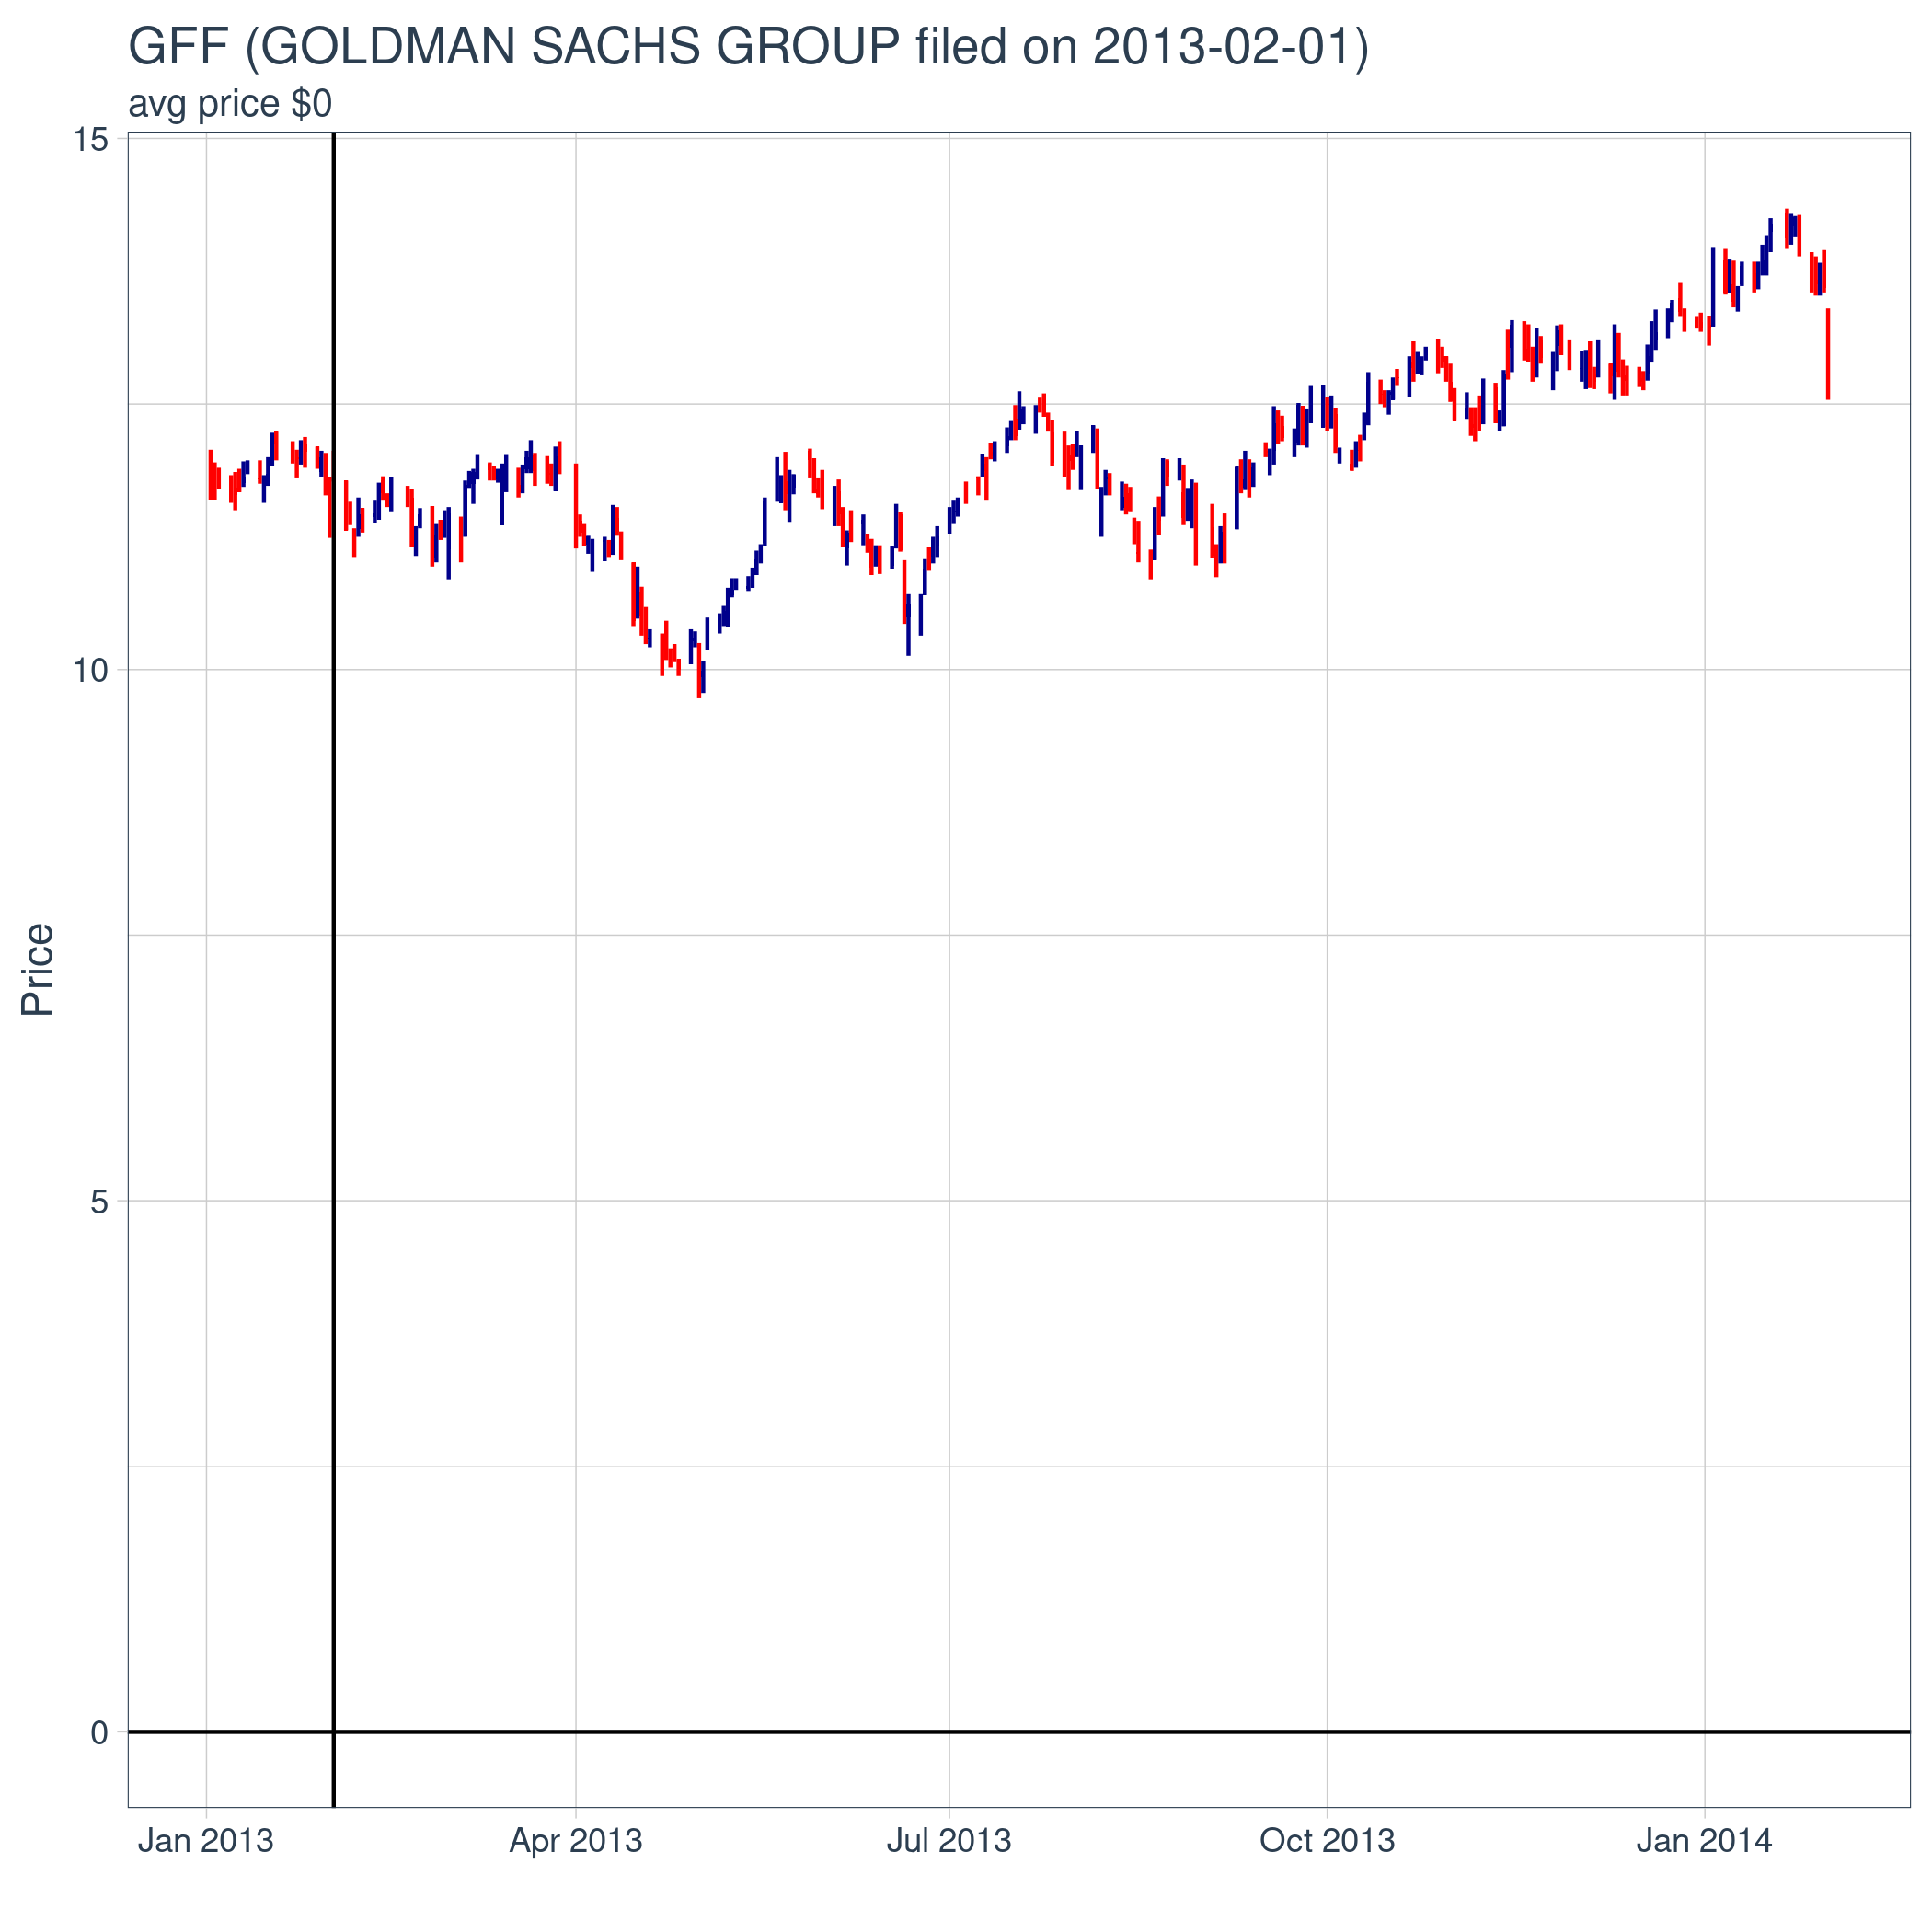 GFF (GOLDMAN SACHS GROUP filed on 2013-02-01)
avg price $0
15
10
5
0
Price
Jan 2013
Apr 2013
Jul 2013
Oct 2013
Jan 2014